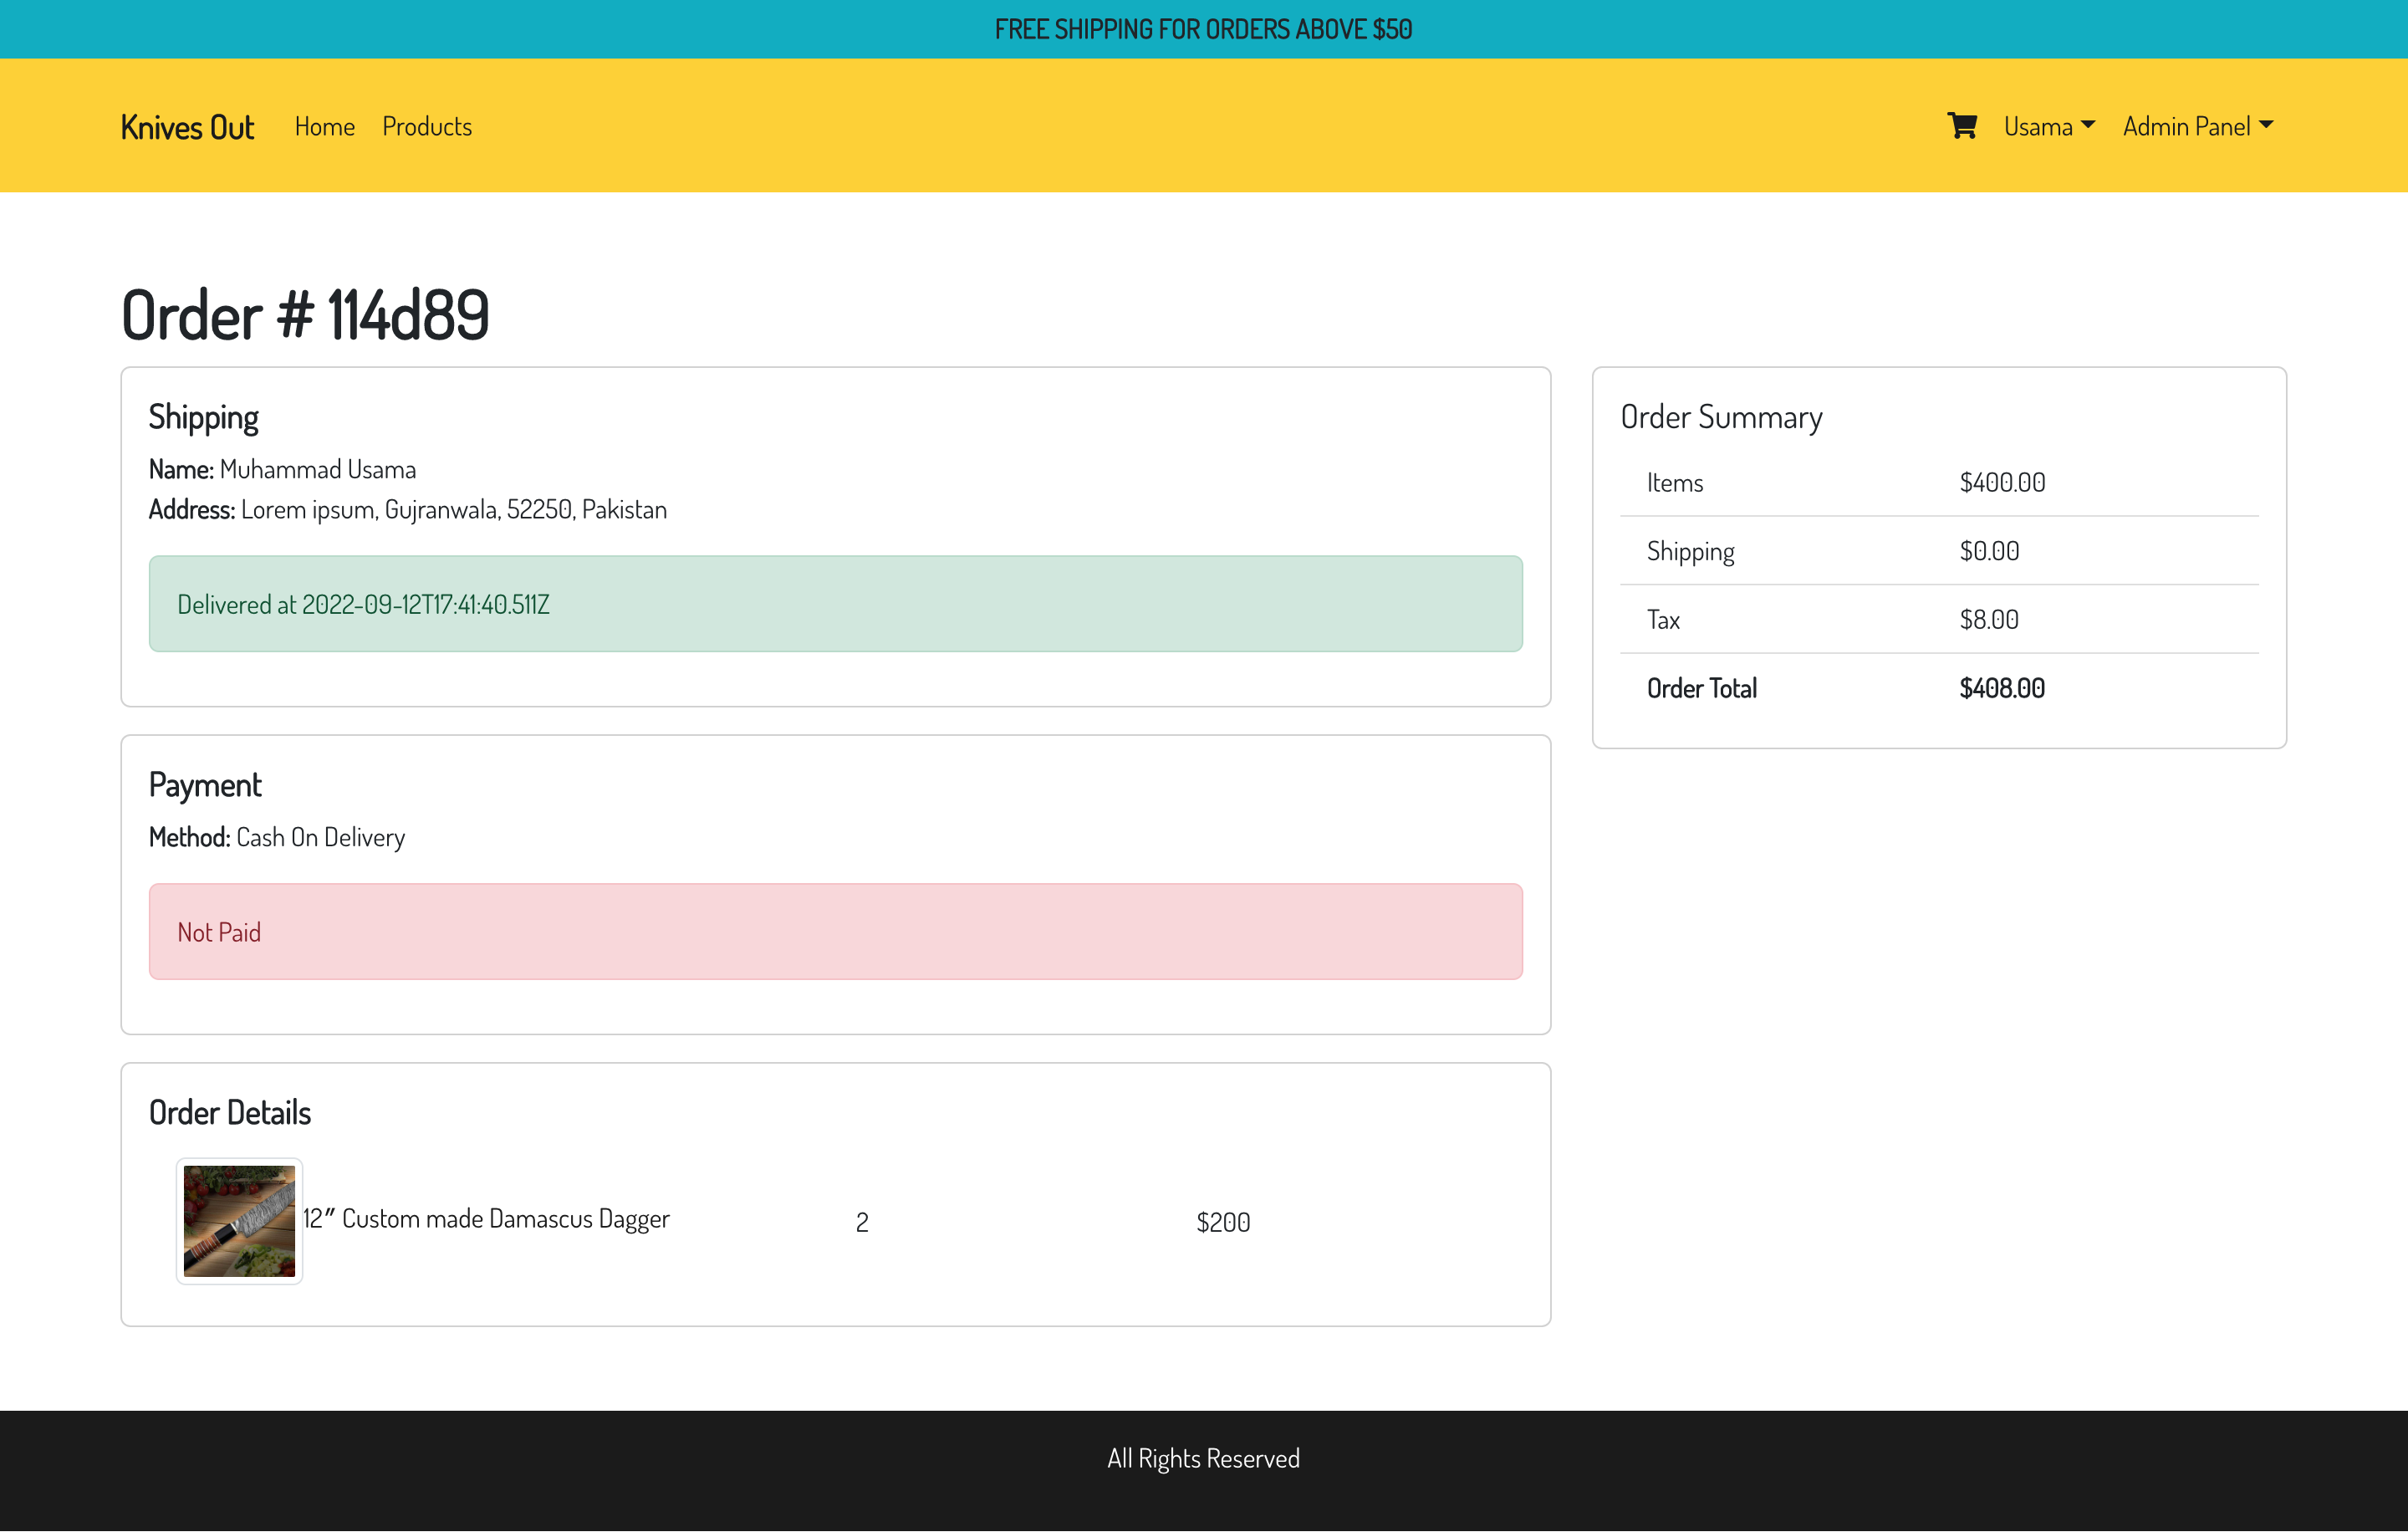 FREE SHIPPING FOR ORDERS ABOVE $50
Knives Out Home Products Usama Admin Panel
Order # 114d89
Shipping
Name: Muhammad Usama
Address: Lorem ipsum, Gujranwala, 52250, Pakistan
Delivered at 2022-09-12T17:41:40.511Z
Payment
Method: Cash On Delivery
Not Paid
Order Details
12″ Custom made Damascus Dagger 2 $200
Order Summary
Items $400.00
Shipping $0.00
Tax $8.00
Order Total $408.00
All Rights Reserved